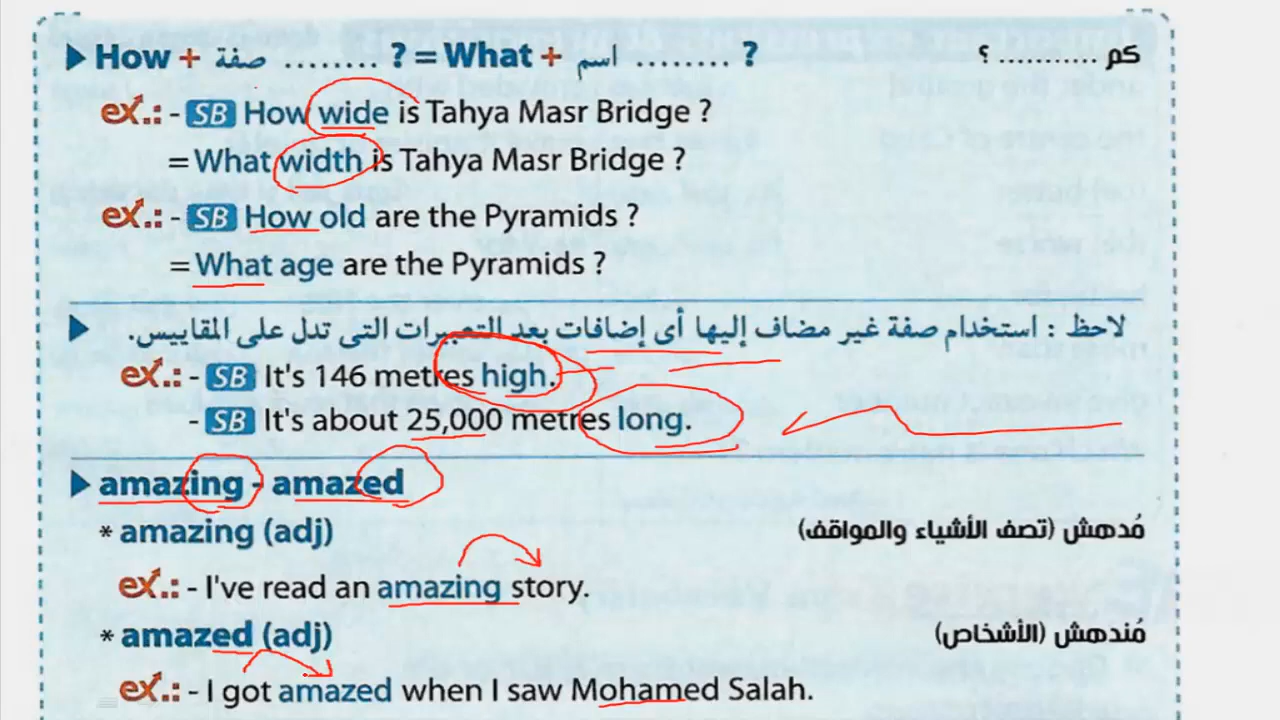 How + صفة ........ ? = What + اسم ........ ? كم ............ ؟
ex.: - SB How wide is Tahya Masr Bridge ?
= What width is Tahya Masr Bridge ?
ex.: - SB How old are the Pyramids ?
= What age are the Pyramids ?
لاحظ : استخدام صفة غير مضاف إليها أى إضافات بعد التعبيرات التى تدل على المقاييس.
ex.: - SB It's 146 metres high.
- SB It's about 25,000 metres long.
amazing - amazed
* amazing (adj) مُدهش (تصف الأشياء والمواقف)
ex.: - I've read an amazing story.
* amazed (adj) مُندهش (الأشخاص)
ex.: - I got amazed when I saw Mohamed Salah.